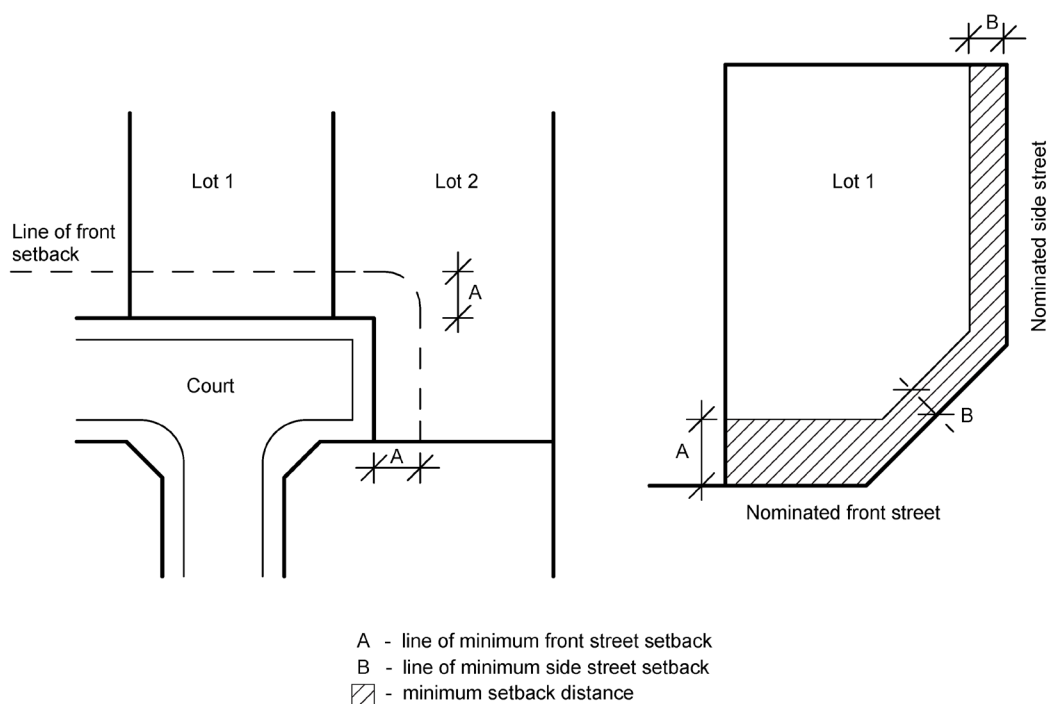 B
Lot 1
Lot 2
Line of front
setback
A
Court
A
Lot 1
Nominated side street
B
A
Nominated front street
A - line of minimum front street setback
B - line of minimum side street setback
- minimum setback distance